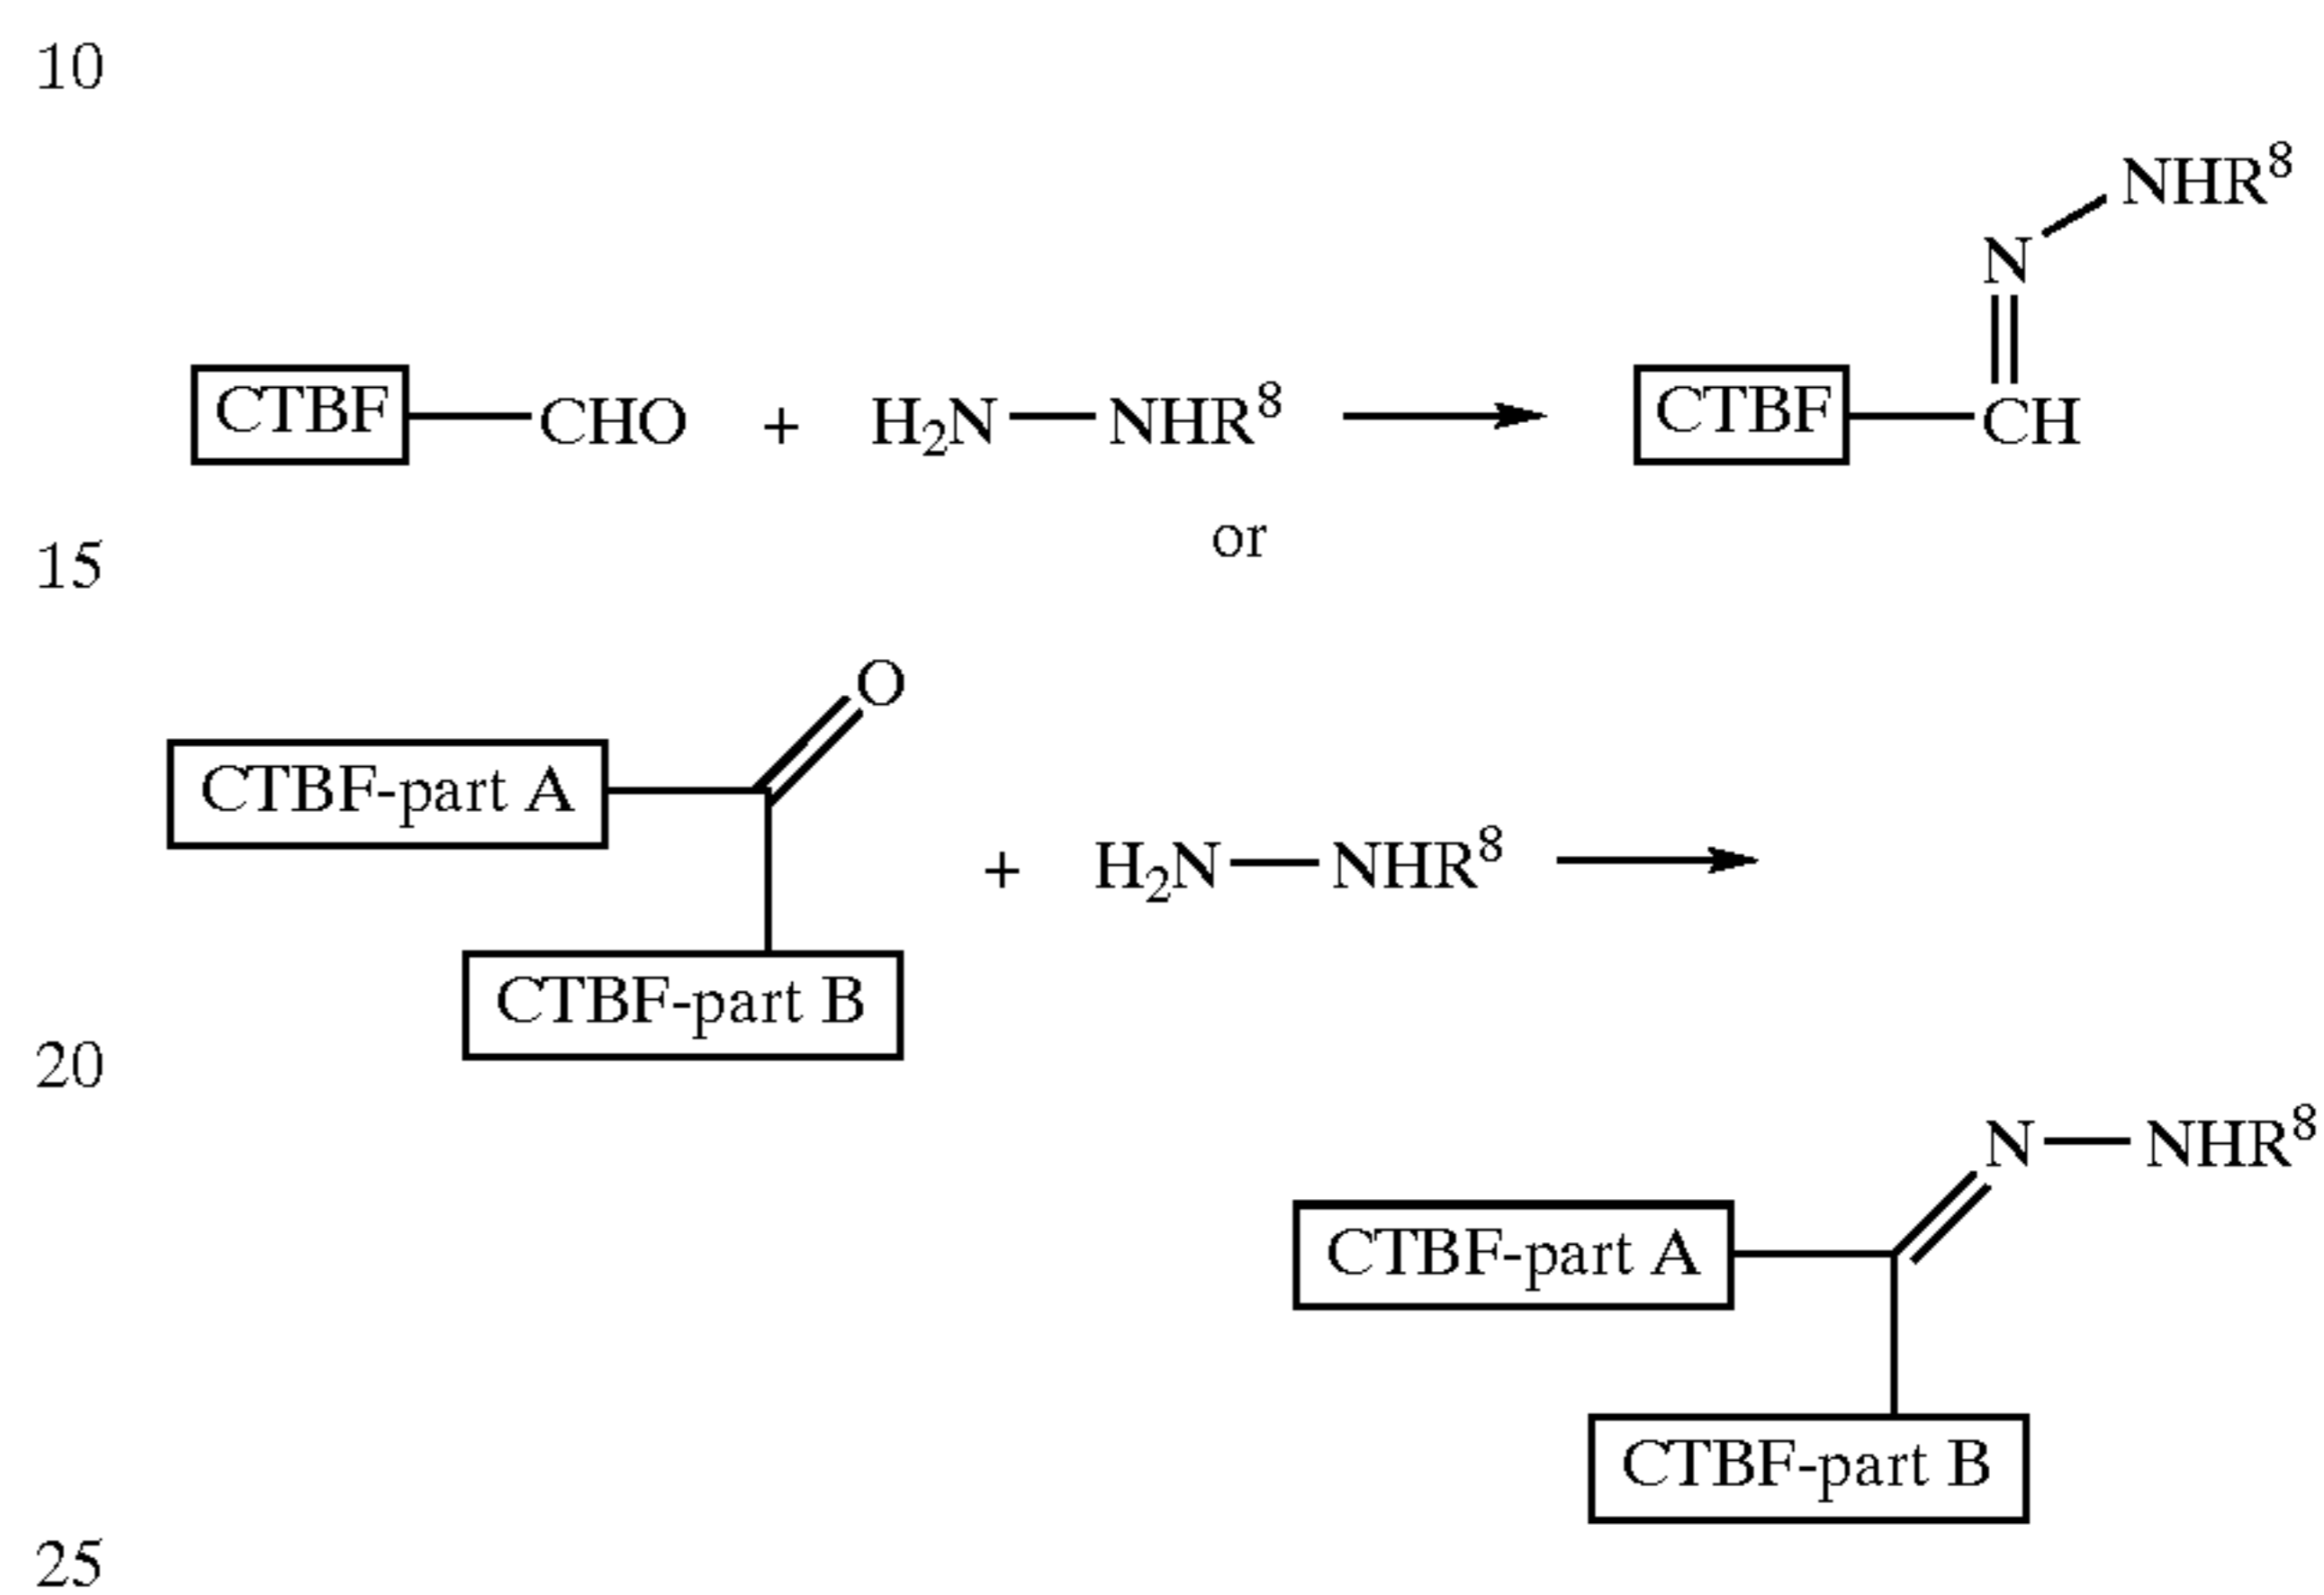 10
NHR⁸
N
CTBF CHO + H₂N NHR⁸ CTBF CH
or
15
O
CTBF-part A
+ H₂N NHR⁸
CTBF-part B
20
N NHR⁸
CTBF-part A
CTBF-part B
25